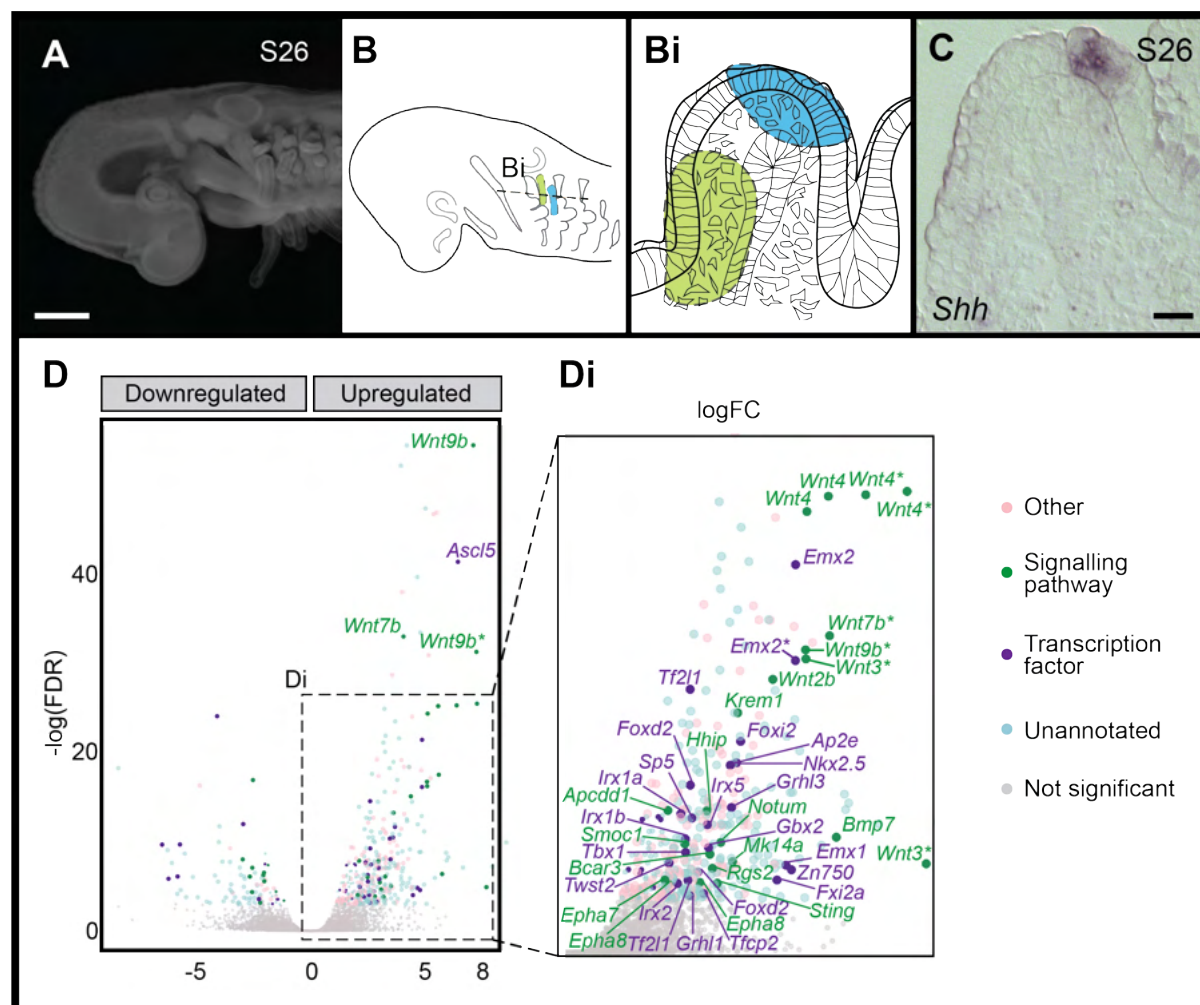 A
S26
B
Bi
Bi
C
S26
Shh
D
Downregulated
Upregulated
Wnt9b
Ascl5
Wnt7b
Wnt9b*
Di
40
20
0
-log(FDR)
-5
0
5
8
Di
logFC
Wnt4
Wnt4
Wnt4*
Wnt4*
Emx2
Wnt7b*
Emx2*
Wnt9b*
Wnt3*
Tf2l1
Wnt2b
Krem1
Foxd2
Hhip
Foxi2
Ap2e
Sp5
Nkx2.5
Irx1a
Irx5
Grhl3
Apcdd1
Notum
Irx1b
Gbx2
Bmp7
Smoc1
Mk14a
Tbx1
Emx1
Wnt3*
Bcar3
Rgs2
Zn750
Twst2
Fxi2a
Epha7
Irx2
Foxd2
Sting
Epha8
Epha8
Tf2l1
Grhl1
Tfcp2
Other
Signalling
pathway
Transcription
factor
Unannotated
Not significant